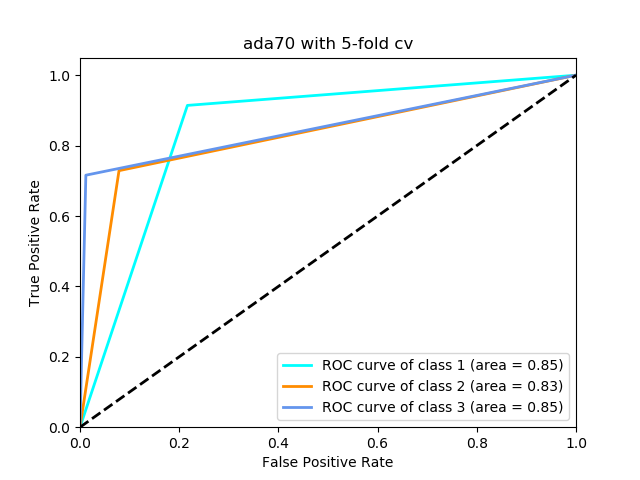 ada70 with 5-fold cv
True Positive Rate
1.0
0.8
0.6
0.4
0.2
0.0
ROC curve of class 1 (area = 0.85)
ROC curve of class 2 (area = 0.83)
ROC curve of class 3 (area = 0.85)
0.0 0.2 0.4 0.6 0.8 1.0
False Positive Rate